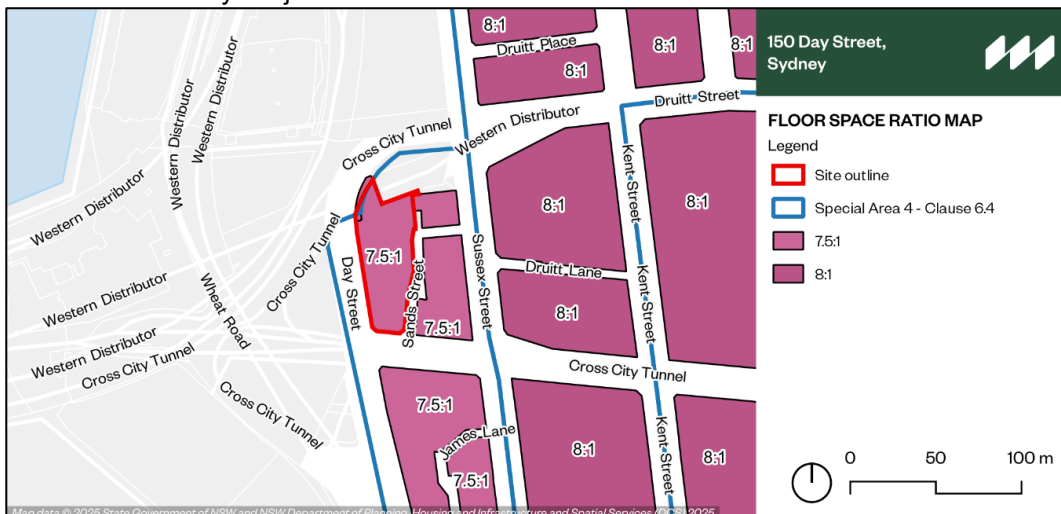 8:1
Druitt Place
8:1
8:1
8:1
Druitt Street
Western Distributor
Western Distributor
Cross City Tunnel
Western Distributor
Kent Street
8:1
8:1
Western Distributor
Cross City Tunnel
7.5:1
Day Street
Sands Street
Sussex Street
Druitt Lane
Kent Street
Western Distributor
Wheat Road
8:1
7.5:1
Western Distributor
Cross City Tunnel
Cross City Tunnel
Cross City Tunnel
7.5:1
James Lane
7.5:1
8:1
Kent Street
8:1
150 Day Street,
Sydney
FLOOR SPACE RATIO MAP
Legend
Site outline
Special Area 4 - Clause 6.4
7.5:1
8:1
0 50 100 m
Map data © 2025 State Government of NSW and NSW Department of Planning, Housing and Infrastructure and Spatial Services (DCS) 2025